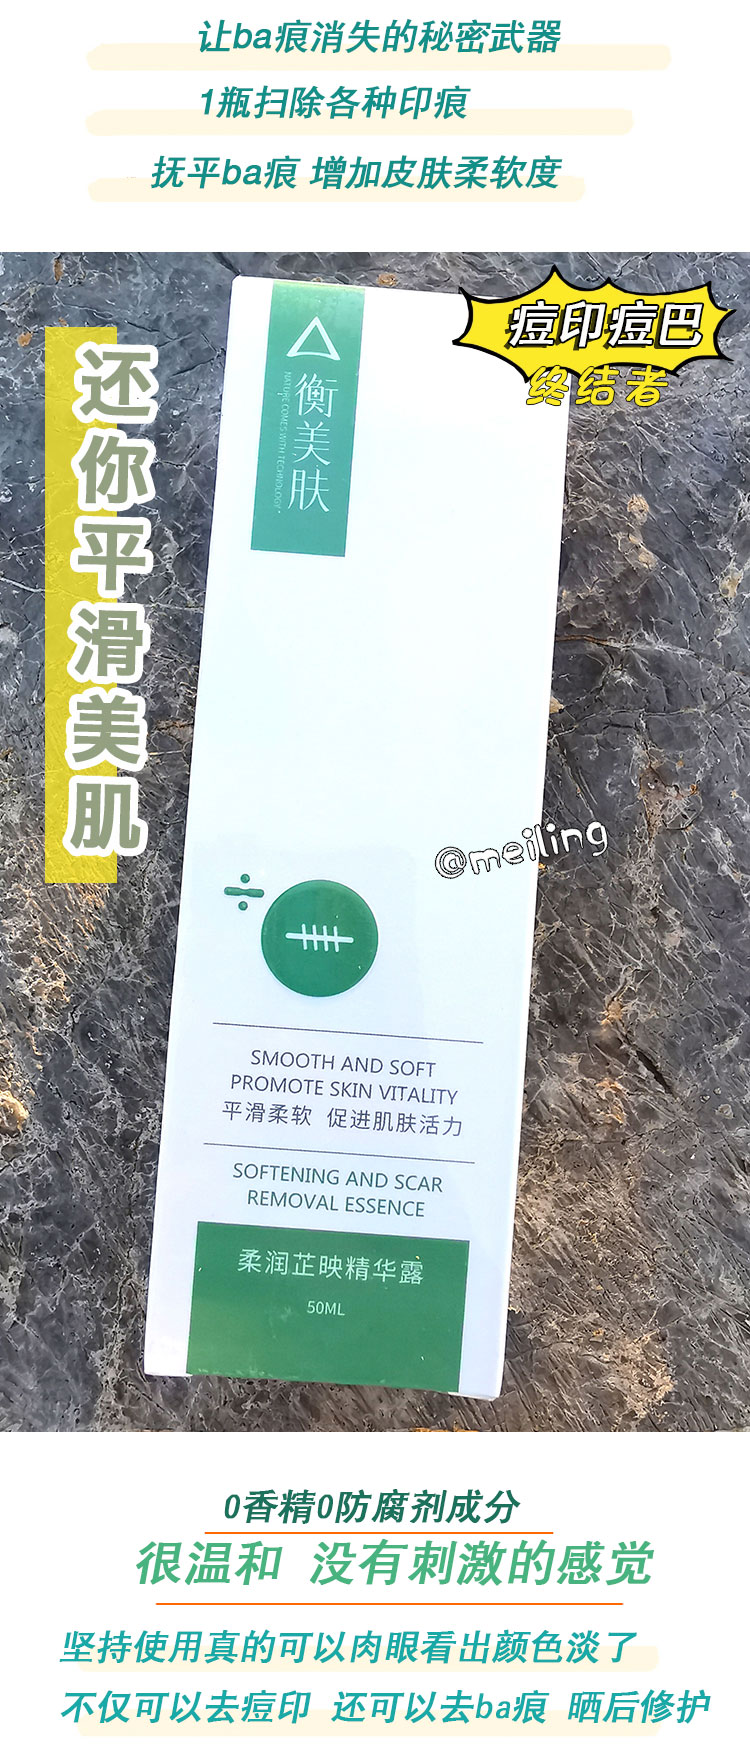 让ba痕消失的秘密武器
1瓶扫除各种印痕
抚平ba痕 增加皮肤柔软度
痘印痘巴
终结者
还你平滑美肌
衡美肤
NATURE COMES WITH TECHNOLOGY
@meiling
SMOOTH AND SOFT
PROMOTE SKIN VITALITY
平滑柔软 促进肌肤活力
SOFTENING AND SCAR
REMOVAL ESSENCE
柔润芷映精华露
50ML
0香精0防腐剂成分
很温和 没有刺激的感觉
坚持使用真的可以肉眼看出颜色淡了
不仅可以去痘印 还可以去ba痕 晒后修护